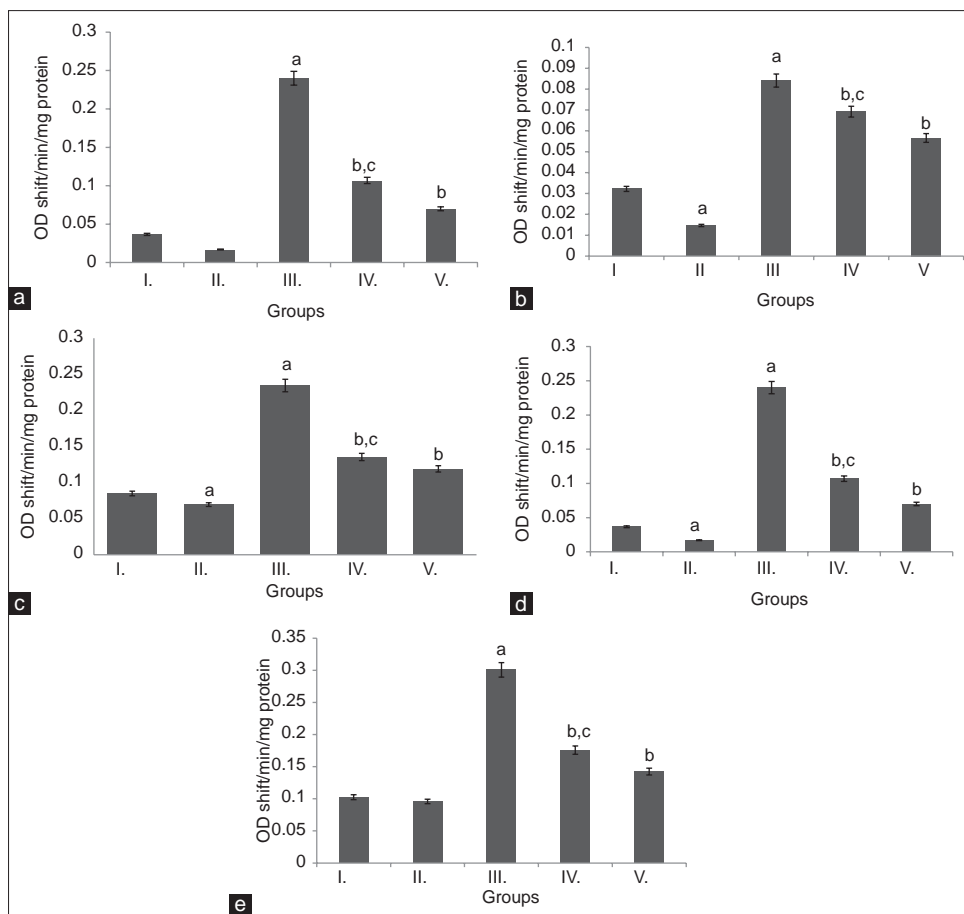 0.3
0.25
0.2
0.15
0.1
0.05
0
OD shift/min/mg protein
a
b,c
b
I. II. III. IV. V.
Groups
a
0.1
0.09
0.08
0.07
0.06
0.05
0.04
0.03
0.02
0.01
0
OD shift/min/mg protein
a
a
b,c
b
I II III IV V
Groups
b
0.3
0.25
0.2
0.15
0.1
0.05
0
OD shift/min/mg protein
a
a
b,c
b
I. II. III. IV. V.
Groups
c
0.3
0.25
0.2
0.15
0.1
0.05
0
OD shift/min/mg protein
a
a
b,c
b
I. II. III. IV. V.
Groups
d
0.35
0.3
0.25
0.2
0.15
0.1
0.05
0
OD shift/min/mg protein
a
b,c
b
I. II. III. IV. V.
Groups
e